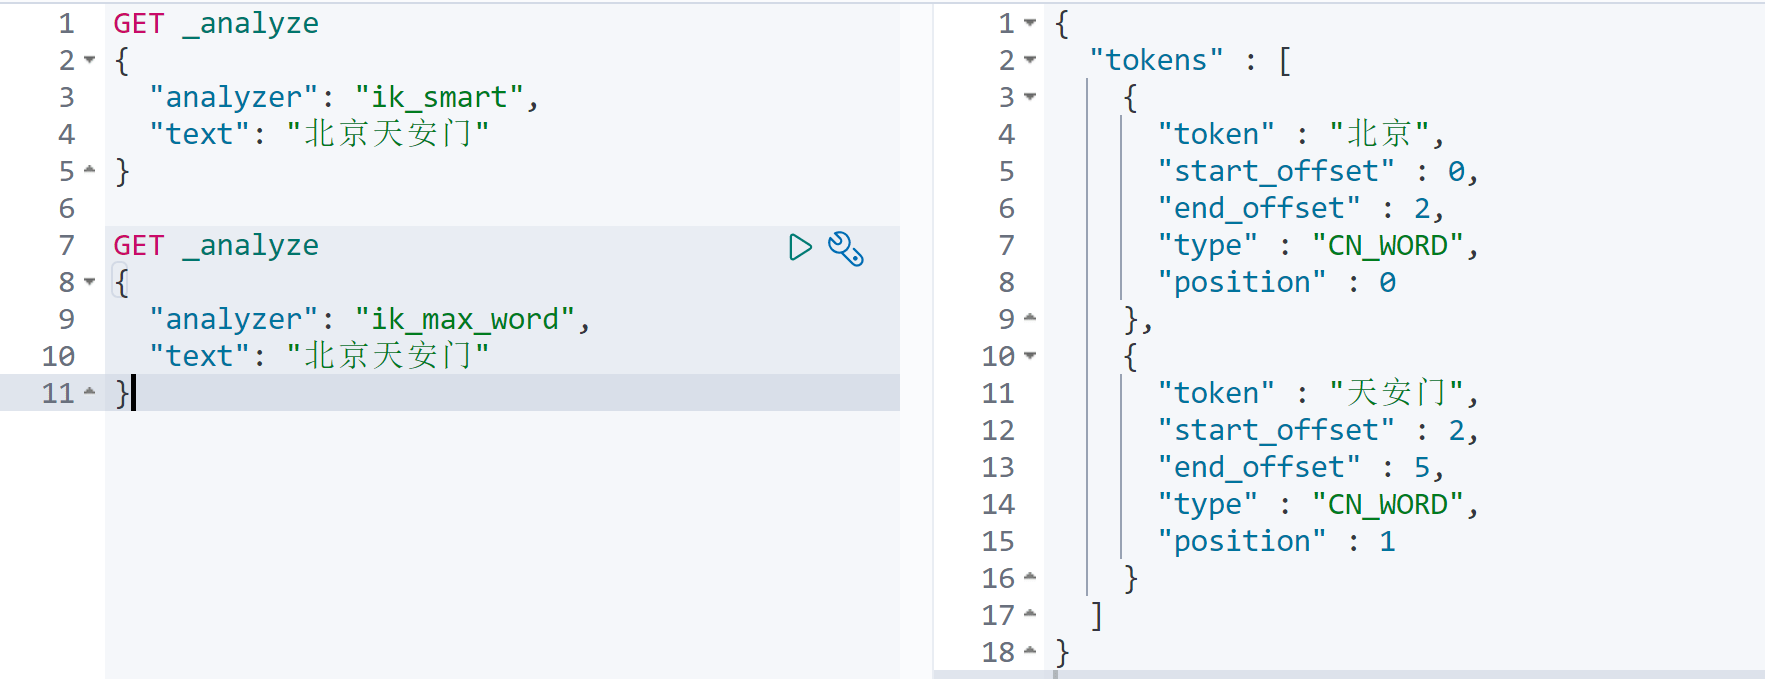 1 GET _analyze
2 {
3 "analyzer": "ik_smart",
4 "text": "北京天安门"
5 }
6
7 GET _analyze
8 {
9 "analyzer": "ik_max_word",
10 "text": "北京天安门"
11 }
1 {
2 "tokens" : [
3 {
4 "token" : "北京",
5 "start_offset" : 0,
6 "end_offset" : 2,
7 "type" : "CN_WORD",
8 "position" : 0
9 },
10 {
11 "token" : "天安门",
12 "start_offset" : 2,
13 "end_offset" : 5,
14 "type" : "CN_WORD",
15 "position" : 1
16 }
17 ]
18 }